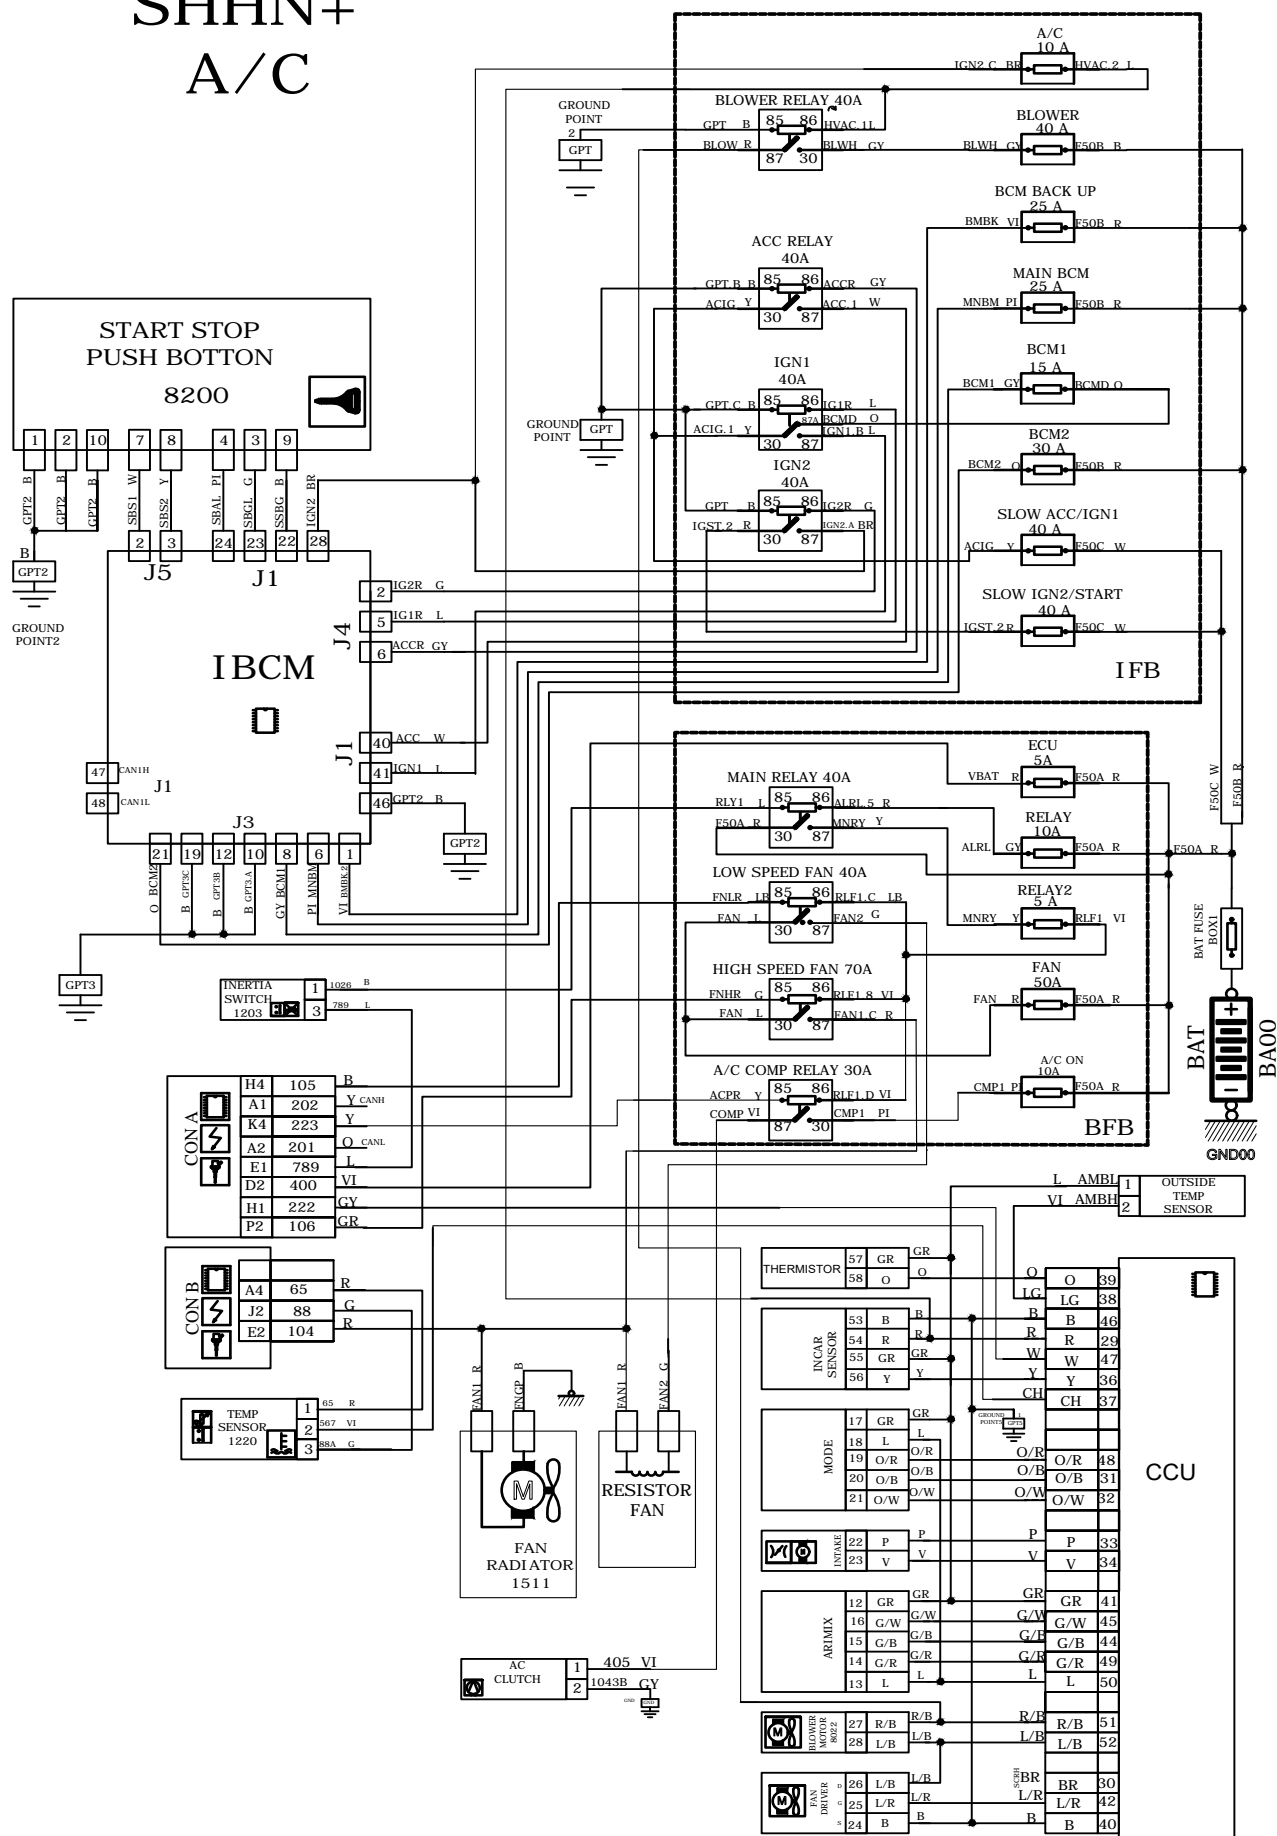 SHHN+
A/C
A/C
10 A
IGN2.C BR HVAC.2 L
GROUND
POINT
2
GPT
BLOWER RELAY 40A
GPT B 85 86 HVAC.1L
BLOW R 87 30 BLWH GY
BLOWER
40 A
BLWH GY F50B B
BCM BACK UP
25 A
BMBK VI F50B R
ACC RELAY
40A
GPT.B B 85 86 ACCR GY
ACIG Y 30 87 ACC.1 W
MAIN BCM
25 A
MNBM PI F50B R
START STOP
PUSH BOTTON
8200
IGN1
40A
GPT.C B 85 86 IG1R L
87A BCMD O
ACIG.1 Y 30 87 IGN1.B L
GROUND
POINT
GPT
BCM1
15 A
BCM1 GY BCMD O
BCM2
30 A
BCM2 O F50B R
IGN2
40A
GPT B 85 86 IG2R G
IGST.2 R 30 87 IGN2.A BR
SLOW ACC/IGN1
40 A
ACIG Y F50C W
SLOW IGN2/START
40 A
IGST.2 R F50C W
IFB
1 2 10 7 8 4 3 9
GPT2 B
GPT2 B
GPT2 B
SBS1 W
SBS2 Y
SBAL PI
SBGL G
SSBG B
IGN2 BR
2 3 24 23 22 28
J5 J1
B
GPT2
GROUND
POINT2
2 IG2R G
5 IG1R L
6 ACCR GY
J4
IBCM
40 ACC W
41 IGN1 L
46 GPT2 B
J1
GPT2
47 CAN1H
48 CAN1L
J1
J3
21 19 12 10 8 6 1
O BCM2
B GPT3C
B GPT3B
B GPT3.A
GY BCM1
PI MNBM
VI BMBK.2
GPT3
MAIN RELAY 40A
RLY1 L 85 86 ALRL.5 R
F50A R 30 87 MNRY Y
LOW SPEED FAN 40A
FNLR LB 85 86 RLF1.C LB
FAN L 30 87 FAN2 G
HIGH SPEED FAN 70A
FNHR G 85 86 RLF1.8 VI
FAN L 30 87 FAN1.C R
A/C COMP RELAY 30A
ACPR Y 85 86 RLF1.D VI
COMP VI 87 30 CMP1 PI
ECU
5A
VBAT R F50A R
RELAY
10A
ALRL GY F50A R
RELAY2
5 A
MNRY Y RLF1 VI
FAN
50A
FAN R F50A R
A/C ON
10A
CMP1 PI F50A R
BFB
F50C W
F50B R
F50A R
BAT FUSE
BOX1
+
-
BAT
BA00
GND00
INERTIA
SWITCH
1203
1 1026 B
3 789 L
CON A
H4 105 B
A1 202 Y CANH
K4 223 Y
A2 201 O CANL
E1 789 L
D2 400 VI
H1 222 GY
P2 106 GR
CON B
A4 65 R
J2 88 G
E2 104 R
TEMP
SENSOR
1220
1 65 R
2 567 VI
3 88A G
FAN1 R
FNGP B
M
FAN
RADIATOR
1511
FAN1 R
FAN2 G
RESISTOR
FAN
AC
CLUTCH
1 405 VI
2 1043B GY
GND GND
L AMBL 1
VI AMBH 2
OUTSIDE
TEMP
SENSOR
THERMISTOR
57 GR GR
58 O O
INCAR
SENSOR
53 B B
54 R R
55 GR GR
56 Y Y
MODE
17 GR GR
18 L L
19 O/R O/R
20 O/B O/B
21 O/W O/W
INTAKE
22 P P
23 V V
ARIMIX
12 GR GR
16 G/W G/W
15 G/B G/B
14 G/R G/R
13 L L
M
BLOWER
MOTOR
8022
27 R/B R/B
28 L/B L/B
M
FAN
DRIVER
D 26 L/B L/B
G 25 L/R L/R
S 24 B B
GROUND
POINT5
1
GPT5
O O 39
LG LG 38
B B 46
R R 29
W W 47
Y Y 36
CH CH 37
O/R O/R 48
O/B O/B 31
O/W O/W 32
P P 33
V V 34
GR GR 41
G/W G/W 45
G/B G/B 44
G/R G/R 49
L L 50
R/B R/B 51
L/B L/B 52
SCRH BR BR 30
L/R L/R 42
B B 40
CCU